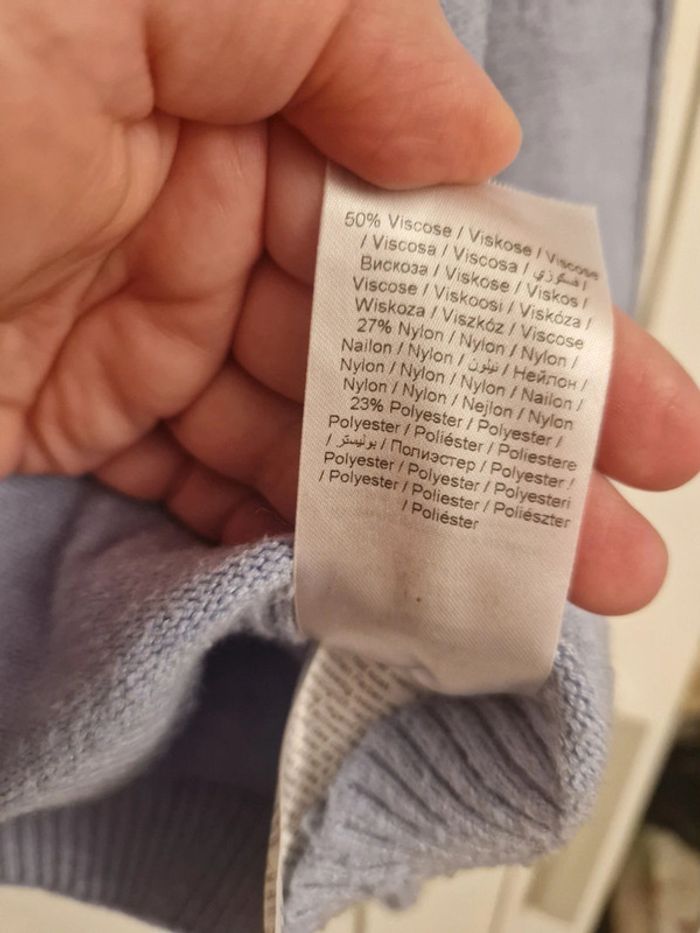 50% Viscose / Viskose / Viscose
/ Viscosa / Viscosa / فسكوزي /
Вискоза / Viskose / Viskos /
Viscose / Viskoosi / Viskóza /
Wiskoza / Viszkóz / Viscose
27% Nylon / Nylon / Nylon /
Nailon / Nylon / نيلون / Нейлон /
Nylon / Nylon / Nylon / Nailon /
Nylon / Nylon / Nejlon / Nylon
23% Polyester / Polyester /
Polyester / Poliéster / Poliestere
/ بوليستر / Полиэстер / Polyester /
Polyester / Polyester / Polyesteri
/ Polyester / Poliester / Poliészter
/ Poliéster